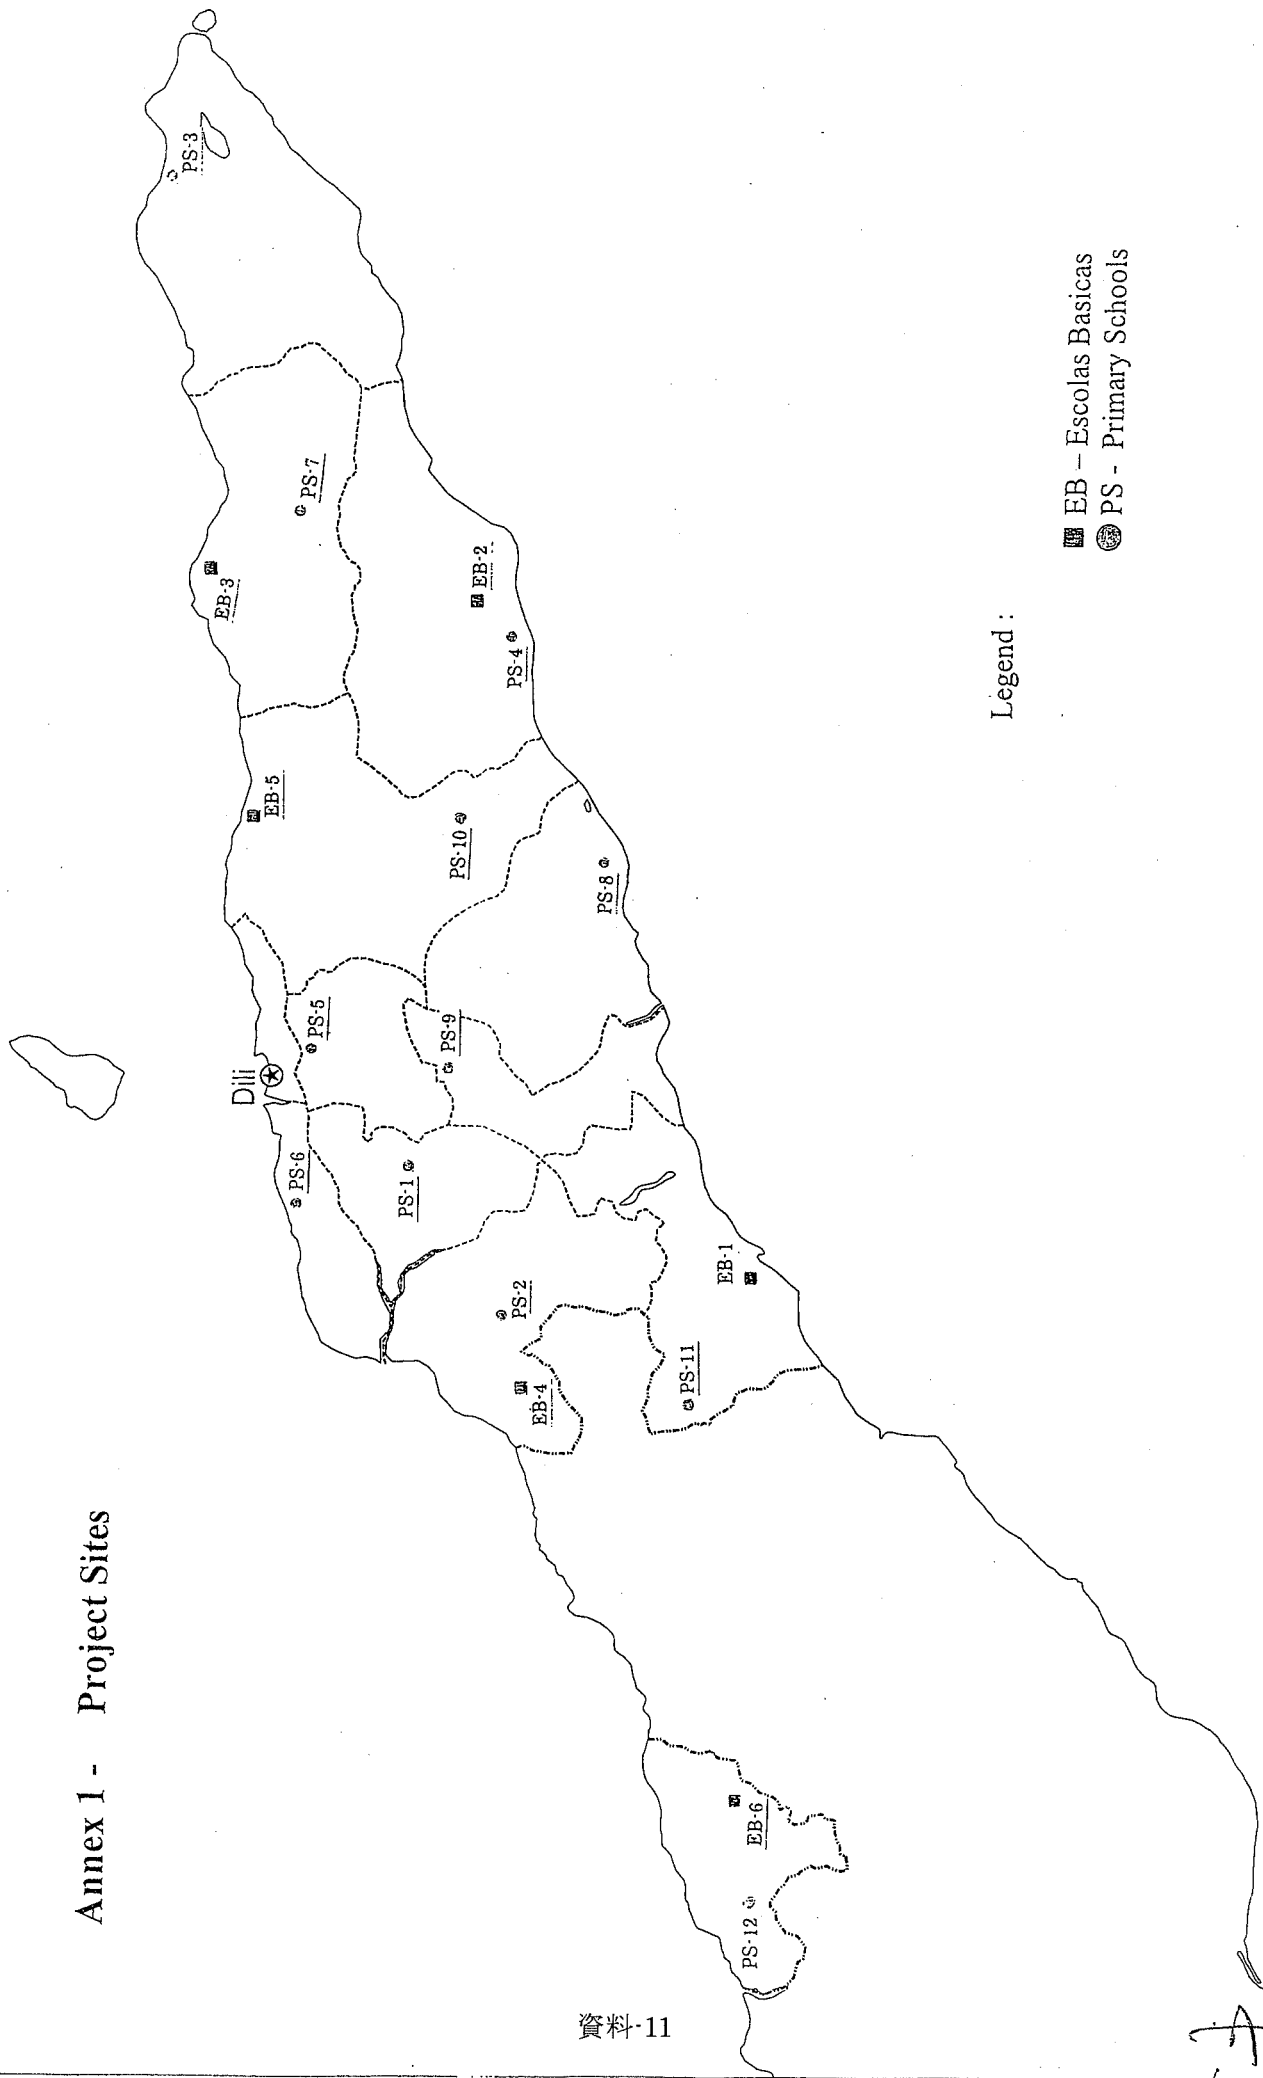 Annex 1 - Project Sites
Dili
PS-3
PS-7
EB-3
EB-2
PS-4
EB-5
PS-10
PS-8
PS-5
PS-9
PS-6
PS-1
PS-2
EB-4
EB-1
PS-11
EB-6
PS-12
Legend :
EB – Escolas Basicas
PS - Primary Schools
資料-11